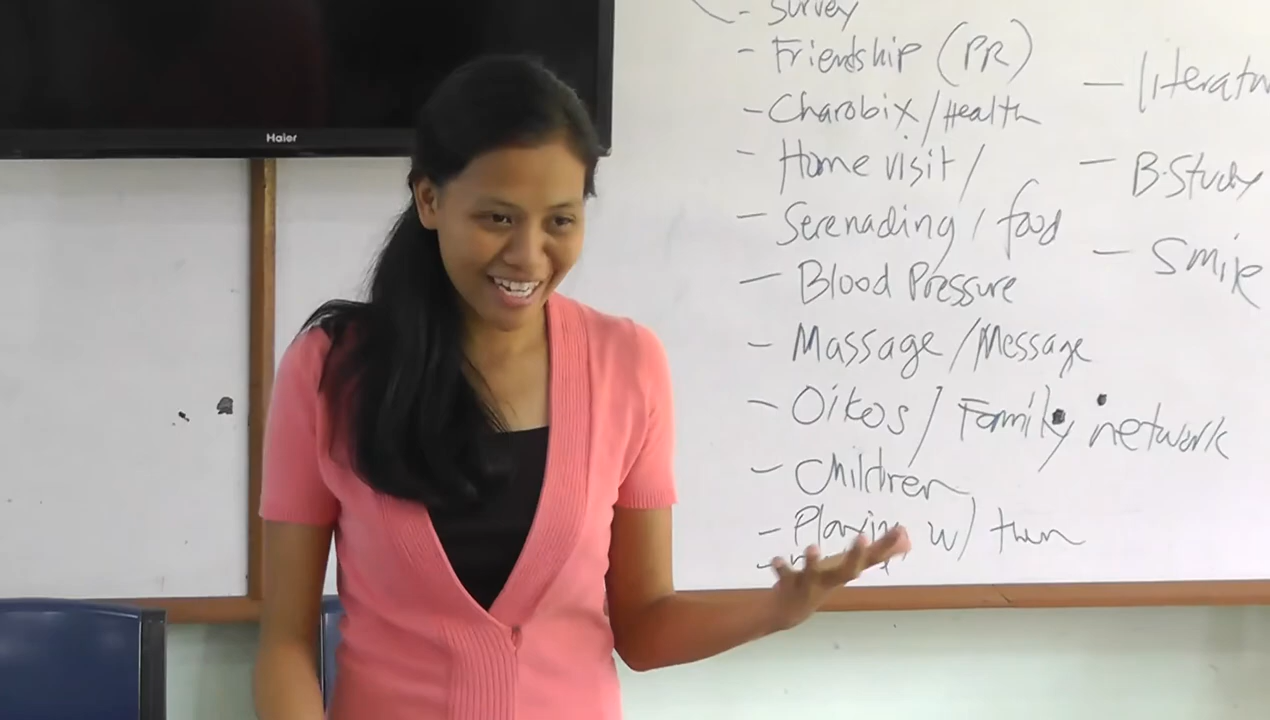 Haier
- Survey
- Friendship (PR)
- Charobix / Health
- Home visit /
- Serenading / food
- Blood Pressure
- Massage / Message
- Oikos / Family network
- Children
- Playing w/ them
- B.Study
- Smile